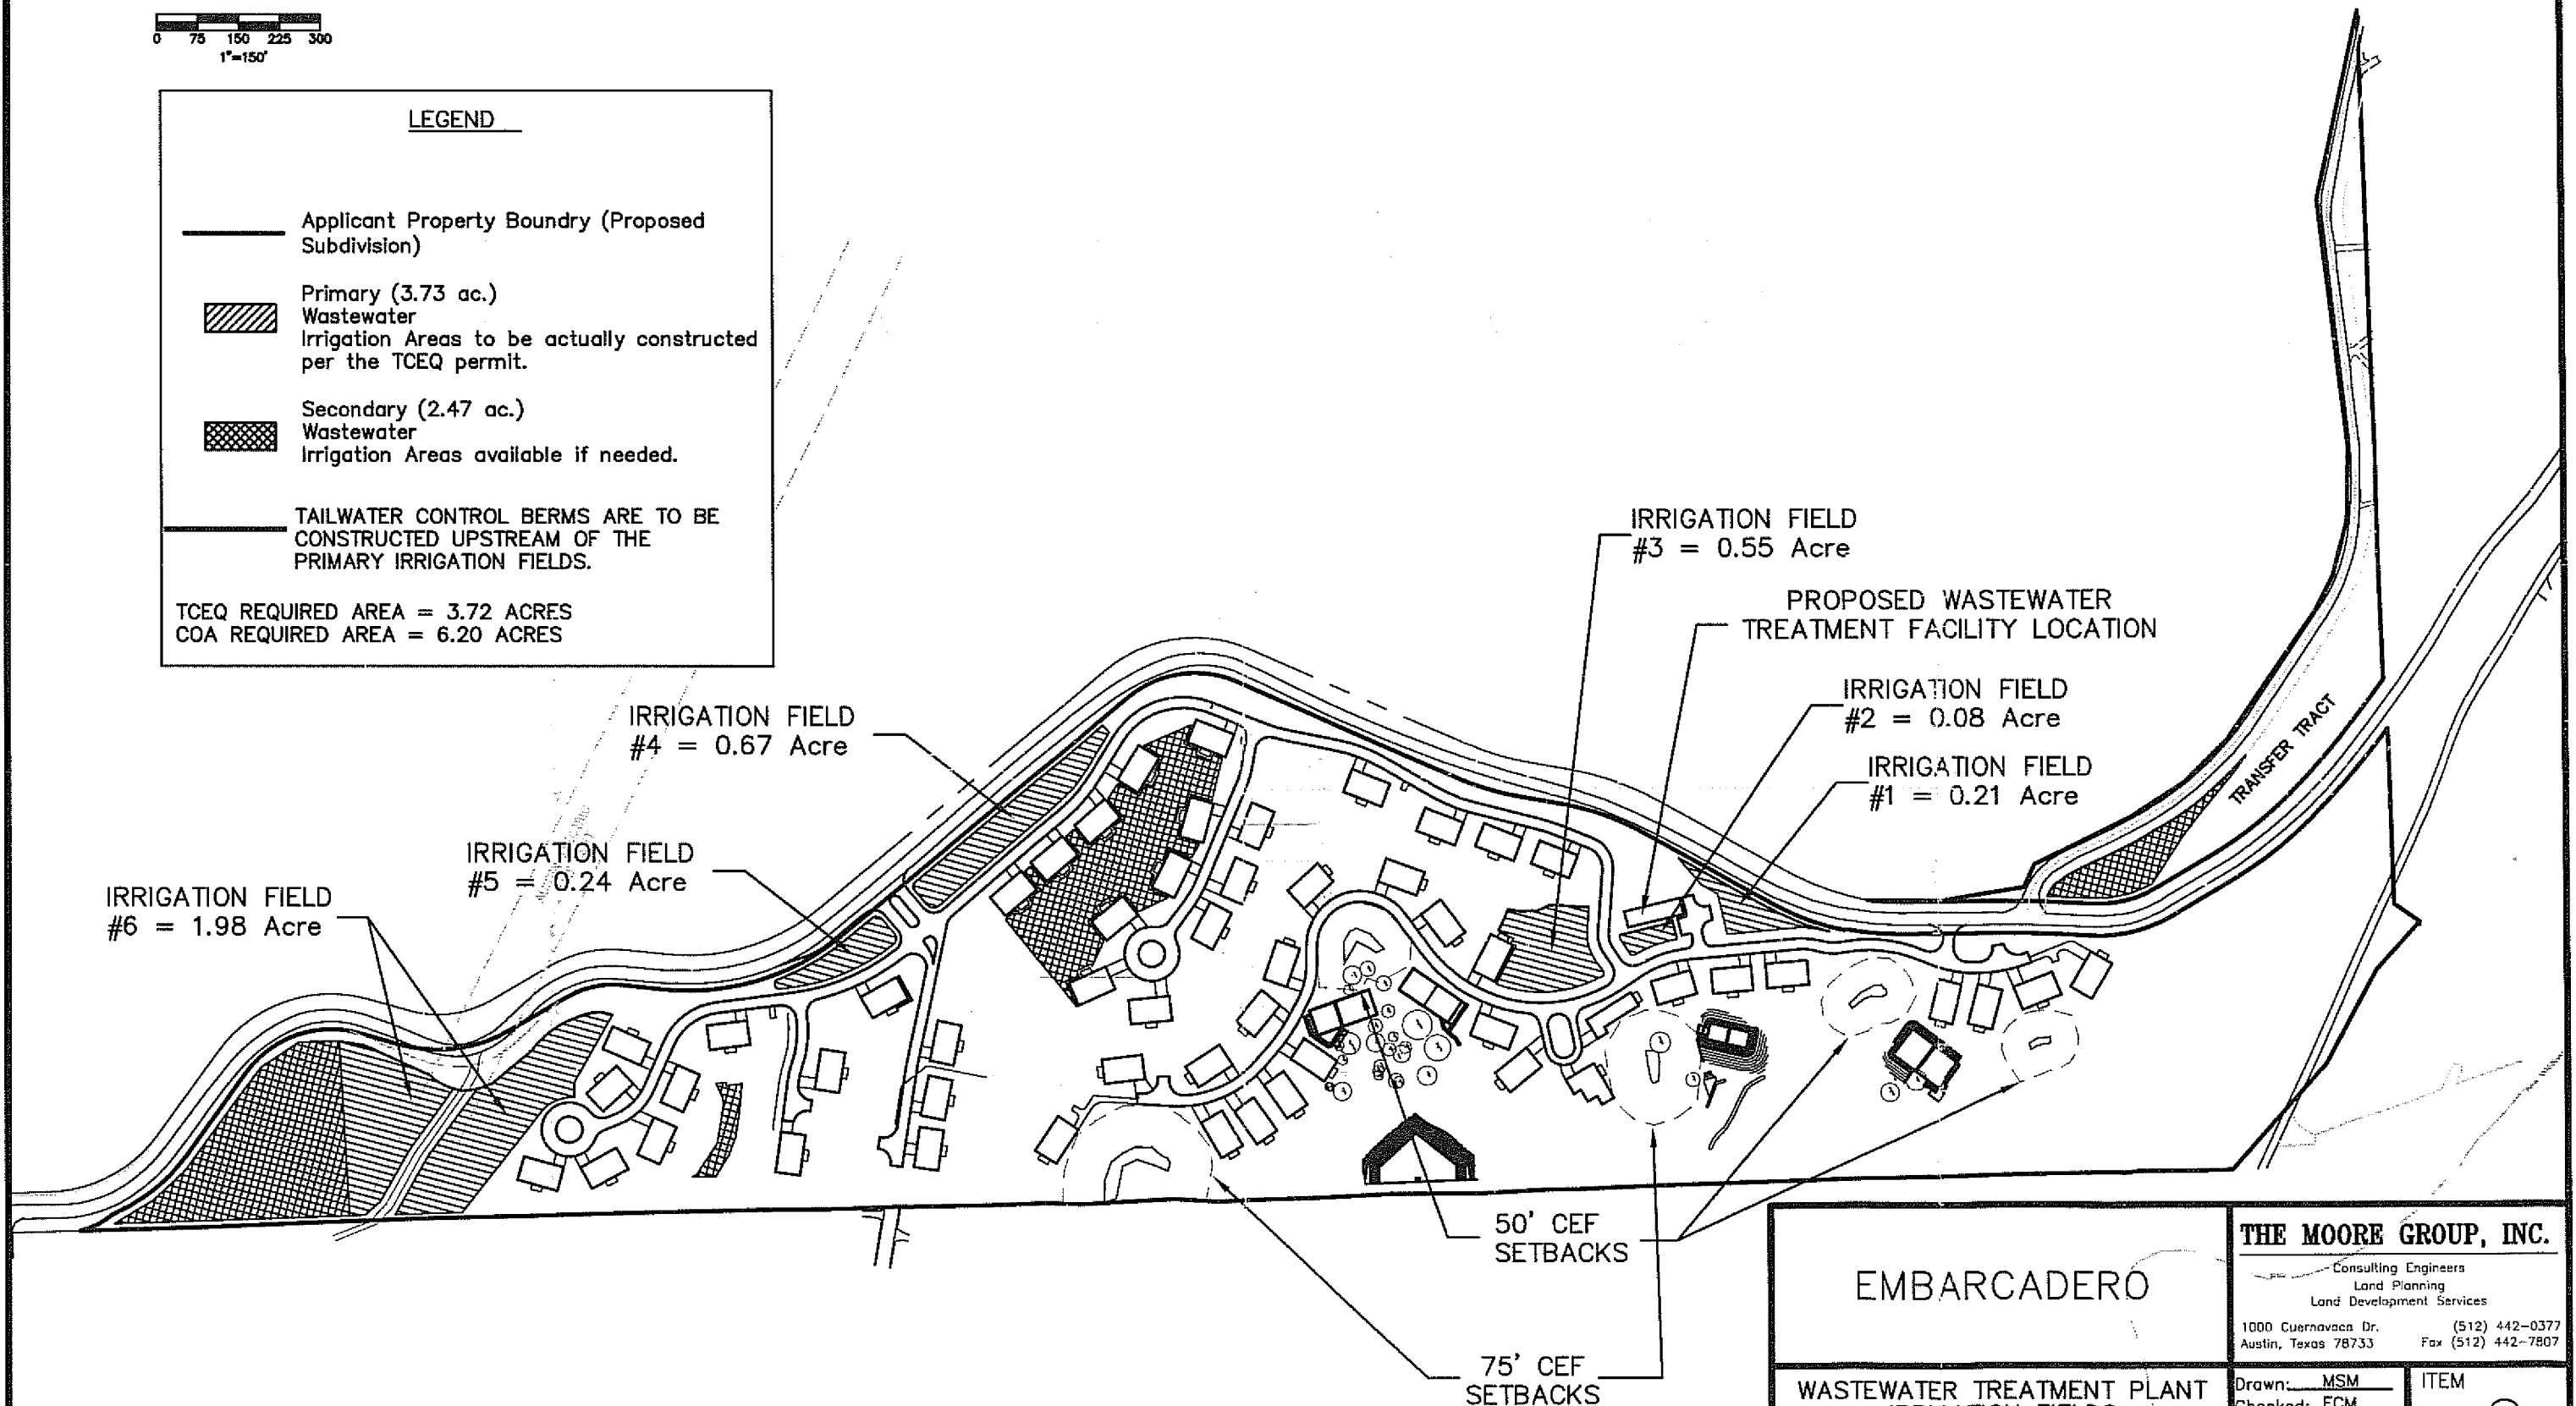 0 75 150 225 300
1"=150'
LEGEND
Applicant Property Boundry (Proposed
Subdivision)
Primary (3.73 ac.)
Wastewater
Irrigation Areas to be actually constructed
per the TCEQ permit.
Secondary (2.47 ac.)
Wastewater
Irrigation Areas available if needed.
TAILWATER CONTROL BERMS ARE TO BE
CONSTRUCTED UPSTREAM OF THE
PRIMARY IRRIGATION FIELDS.
TCEQ REQUIRED AREA = 3.72 ACRES
COA REQUIRED AREA = 6.20 ACRES
IRRIGATION FIELD
#3 = 0.55 Acre
PROPOSED WASTEWATER
TREATMENT FACILITY LOCATION
IRRIGATION FIELD
#2 = 0.08 Acre
IRRIGATION FIELD
#1 = 0.21 Acre
TRANSFER TRACT
IRRIGATION FIELD
#4 = 0.67 Acre
IRRIGATION FIELD
#5 = 0.24 Acre
IRRIGATION FIELD
#6 = 1.98 Acre
50' CEF
SETBACKS
75' CEF
SETBACKS
EMBARCADERO
THE MOORE GROUP, INC.
Consulting Engineers
Land Planning
Land Development Services
1000 Cuernavaca Dr. (512) 442-0377
Austin, Texas 78733 Fax (512) 442-7807
WASTEWATER TREATMENT PLANT
IRRIGATION FIELDS
Drawn: MSM
Checked: ECM
ITEM